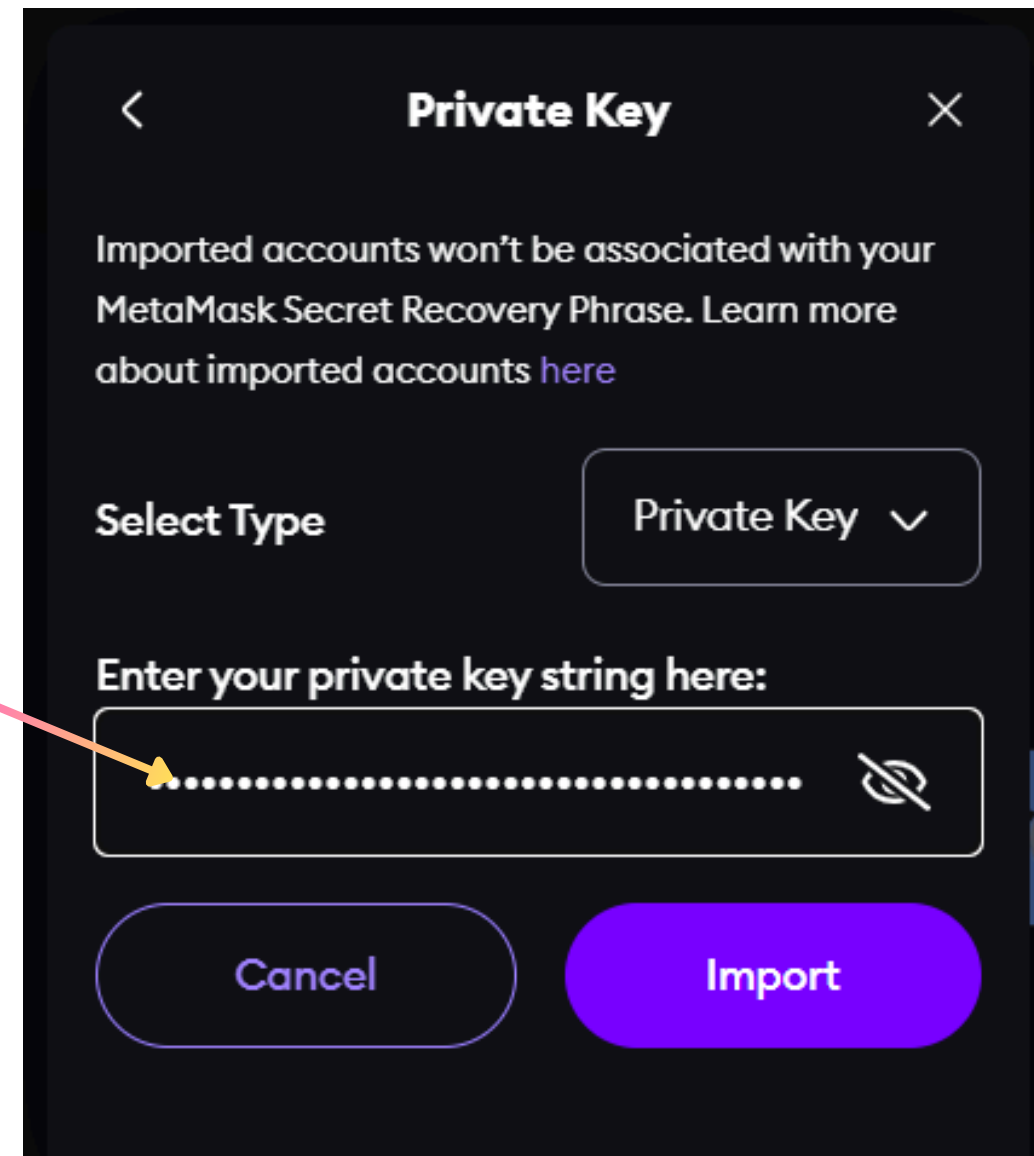 Private Key
Imported accounts won't be associated with your
MetaMask Secret Recovery Phrase. Learn more
about imported accounts here
Select Type
Private Key
Enter your private key string here:
Cancel
Import